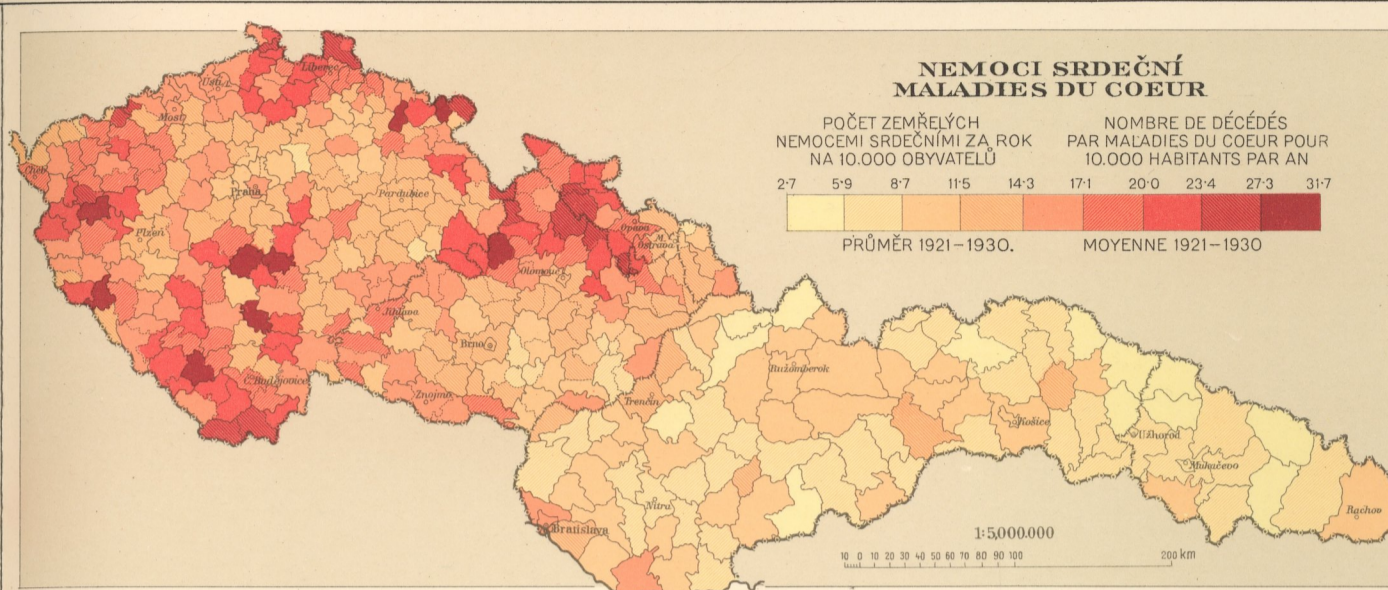 NEMOCI SRDEČNÍ
MALADIES DU COEUR
POČET ZEMŘELÝCH
NEMOCEMI SRDEČNÍMI ZA ROK
NA 10.000 OBYVATELŮ
NOMBRE DE DÉCÉDÉS
PAR MALADIES DU COEUR POUR
10.000 HABITANTS PAR AN
2·7 5·9 8·7 11·5 14·3 17·1 20·0 23·4 27·3 31·7
PRŮMĚR 1921–1930.
MOYENNE 1921–1930
Liberec
Ústí
Most
Cheb
Praha
Pardubice
Plzeň
Opava
M. Ostrava
Olomouc
Jihlava
Brno
Č. Budějovice
Znojmo
Trenčín
Ružomberok
Košice
Užhorod
Mukačevo
Rachov
Nitra
Bratislava
1:5,000.000
10 0 10 20 30 40 50 60 70 80 90 100 200 km